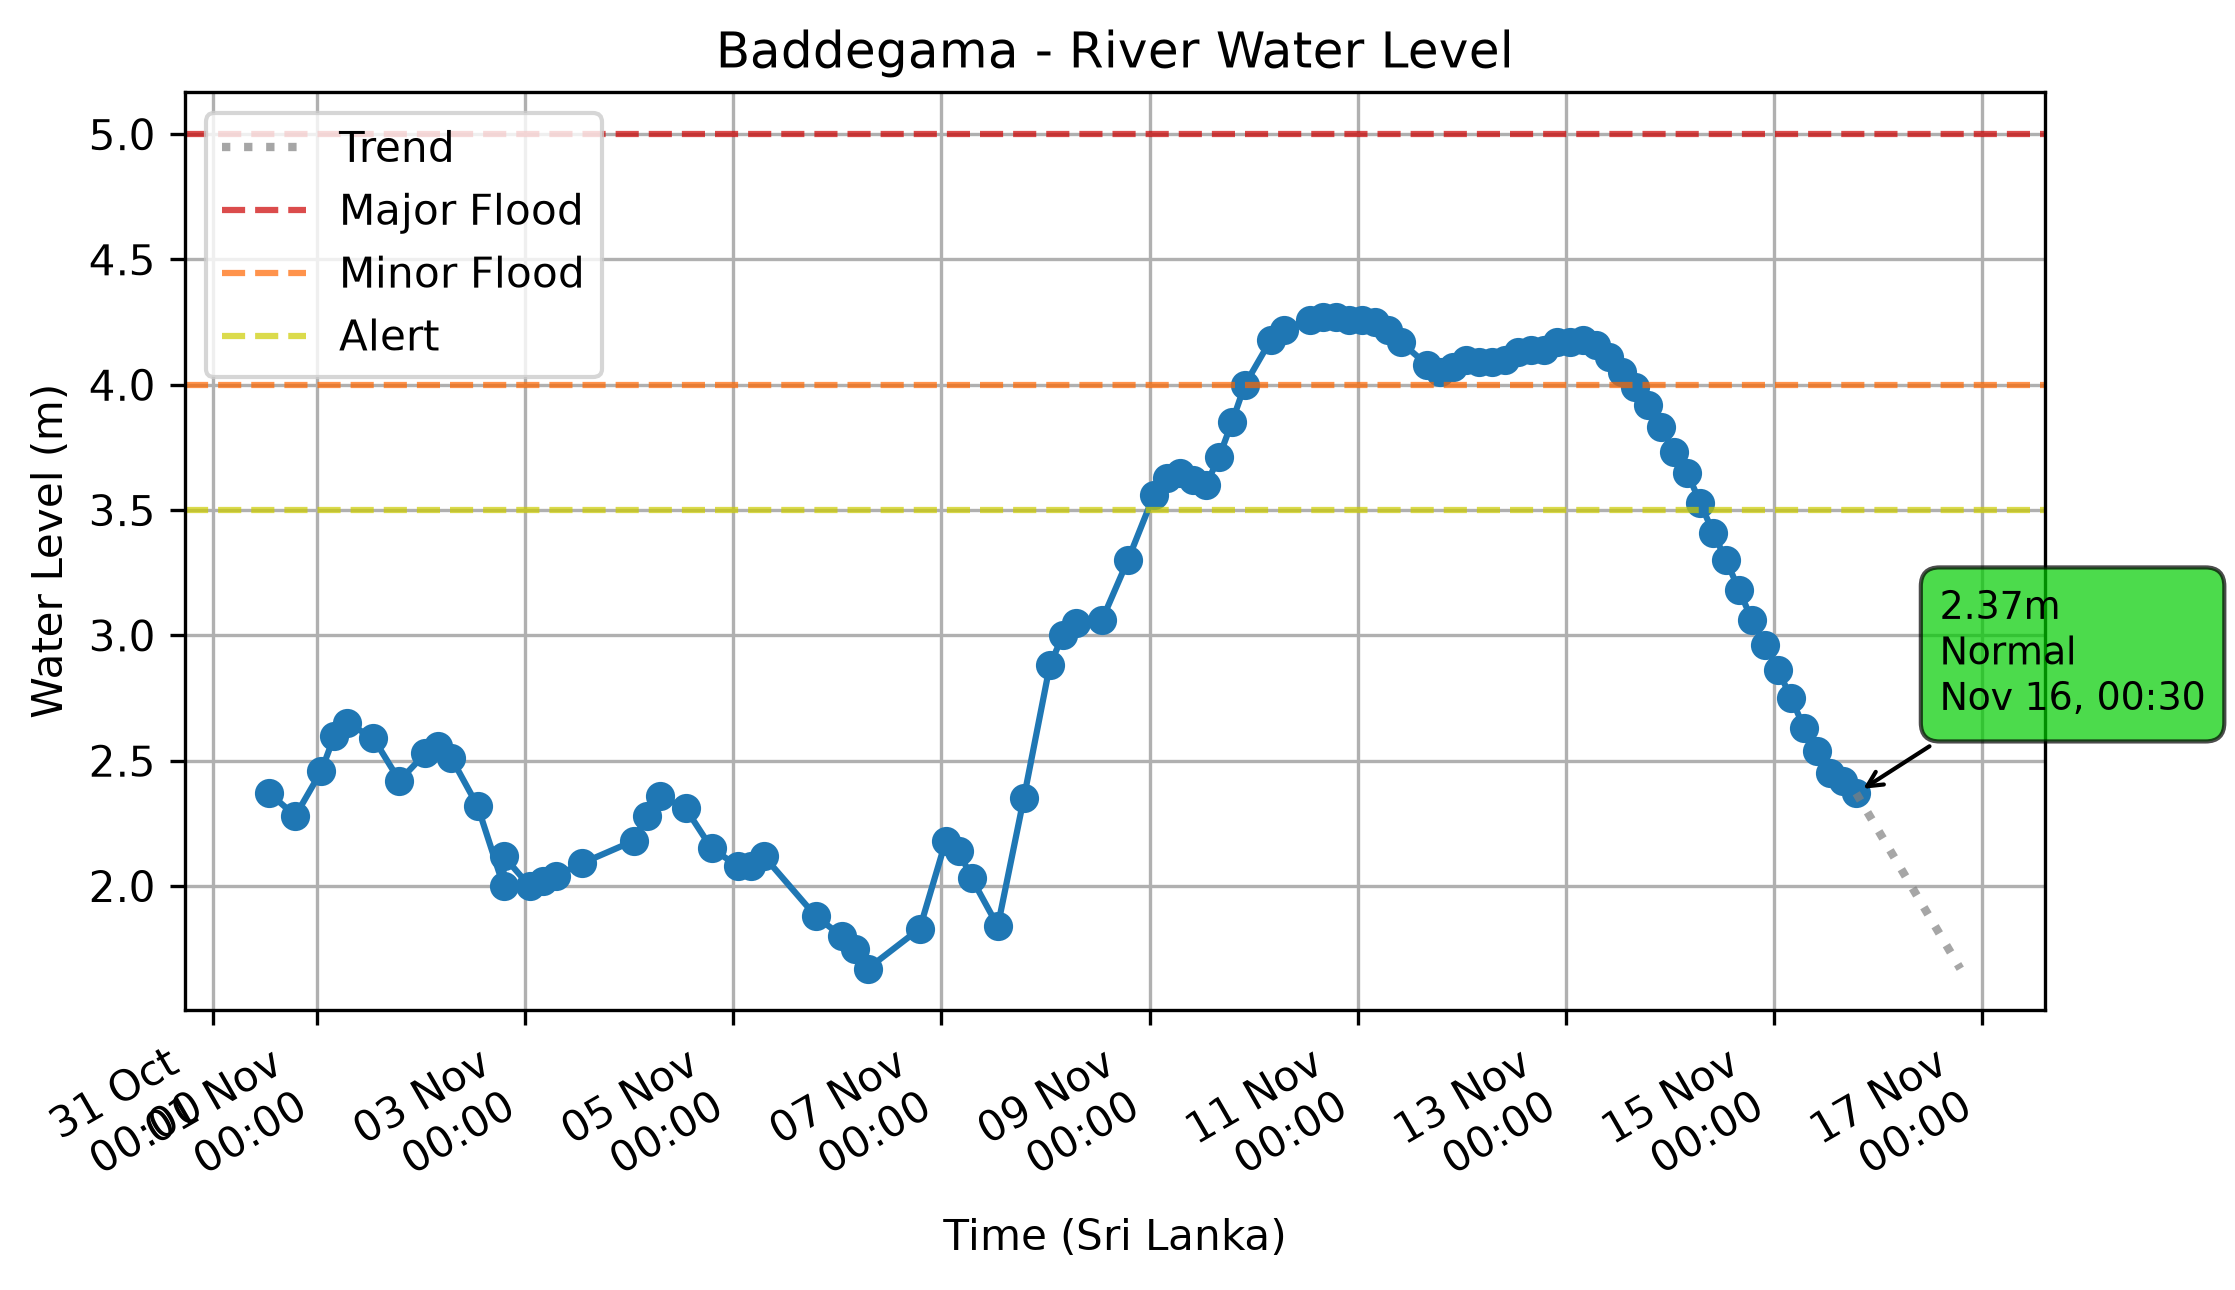 Baddegama - River Water Level
Water Level (m)
5.0
4.5
4.0
3.5
3.0
2.5
2.0
Trend
Major Flood
Minor Flood
Alert
2.37m
Normal
Nov 16, 00:30
31 Oct
00:00
01 Nov
00:00
03 Nov
00:00
05 Nov
00:00
07 Nov
00:00
09 Nov
00:00
11 Nov
00:00
13 Nov
00:00
15 Nov
00:00
17 Nov
00:00
Time (Sri Lanka)